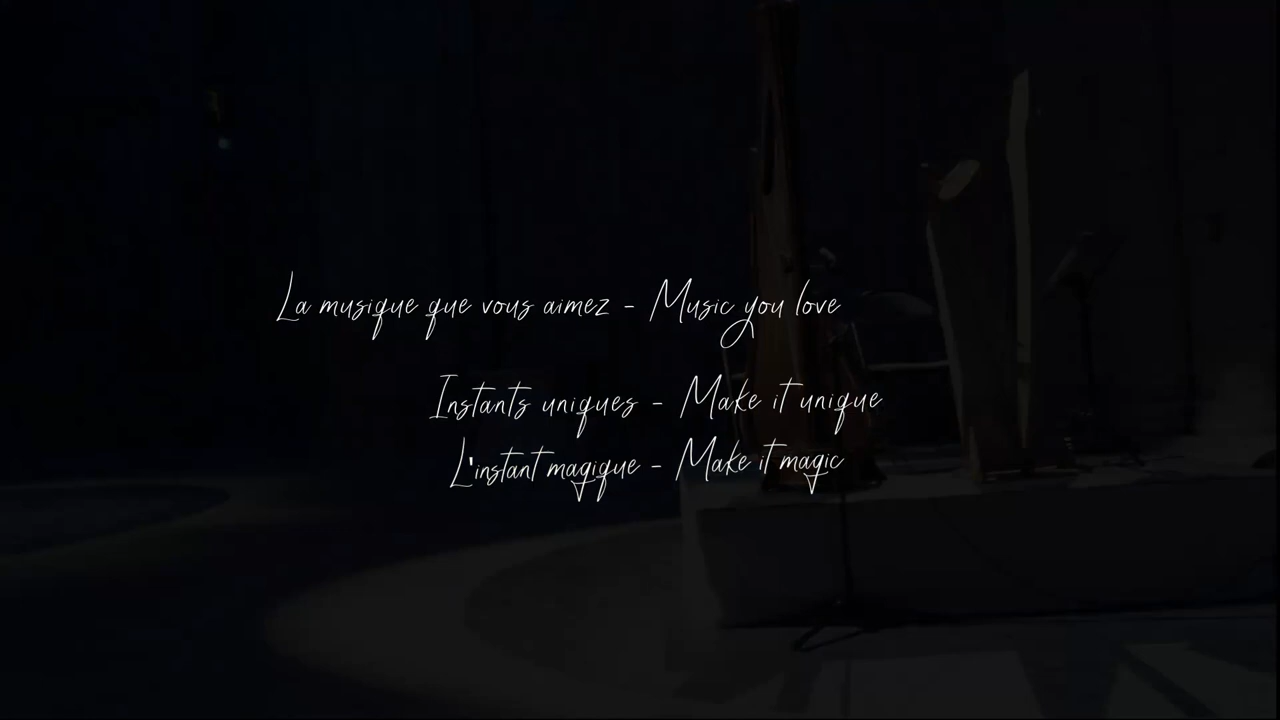 La musique que vous aimez - Music you love
Instants uniques - Make it unique
L'instant magique - Make it magic